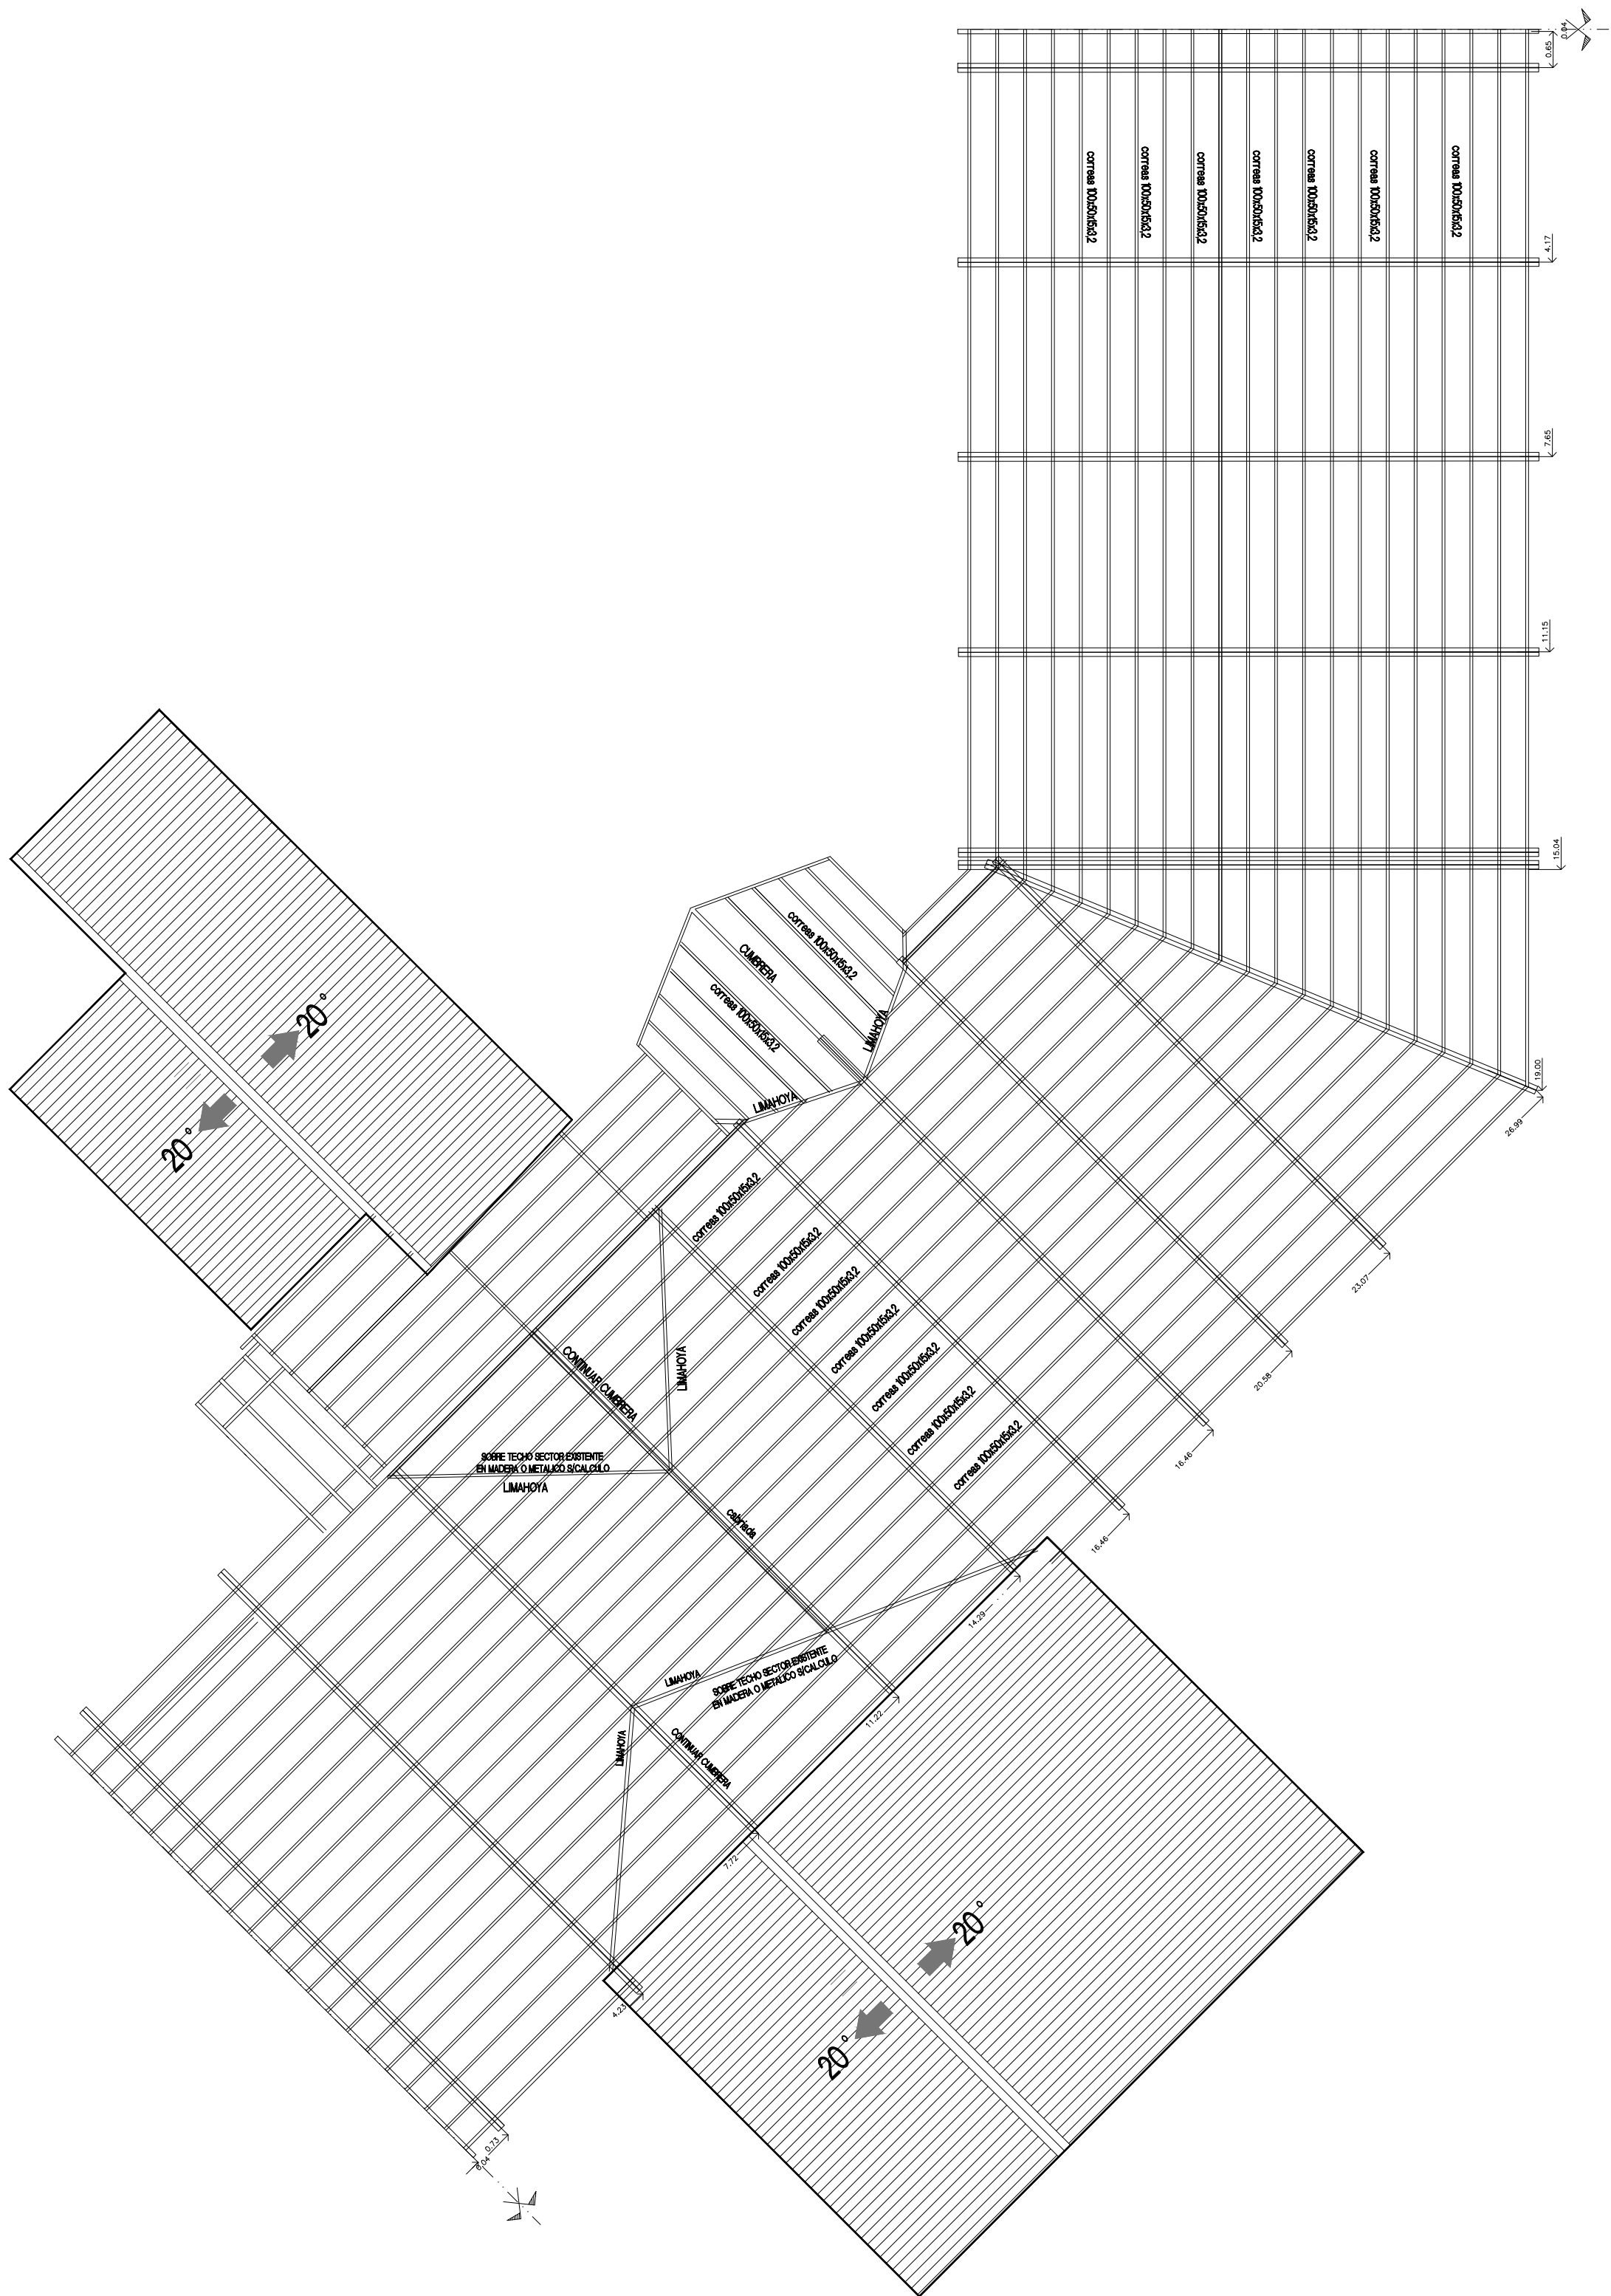 0.04
0.65
correas 100x50x15x3,2
correas 100x50x15x3,2
correas 100x50x15x3,2
correas 100x50x15x3,2
correas 100x50x15x3,2
correas 100x50x15x3,2
correas 100x50x15x3,2
4.17
7.65
11.15
15.04
19.00
26.99
23.07
20.58
16.46
16.46
14.29
11.22
7.72
4.23
0.73
0.04
correas 100x50x15x3,2
CUMBRERA
correas 100x50x15x3,2
LIMAHOYA
LIMAHOYA
20°
20°
correas 100x50x15x3,2
correas 100x50x15x3,2
correas 100x50x15x3,2
correas 100x50x15x3,2
correas 100x50x15x3,2
correas 100x50x15x3,2
correas 100x50x15x3,2
CONTINUAR CUMBRERA
LIMAHOYA
SOBRE TECHO SECTOR EXISTENTE
EN MADERA O METALICO S/CALCULO
LIMAHOYA
cabriada
LIMAHOYA
SOBRE TECHO SECTOR EXISTENTE
EN MADERA O METALICO S/CALCULO
LIMAHOYA
CONTINUAR CUMBRERA
20°
20°